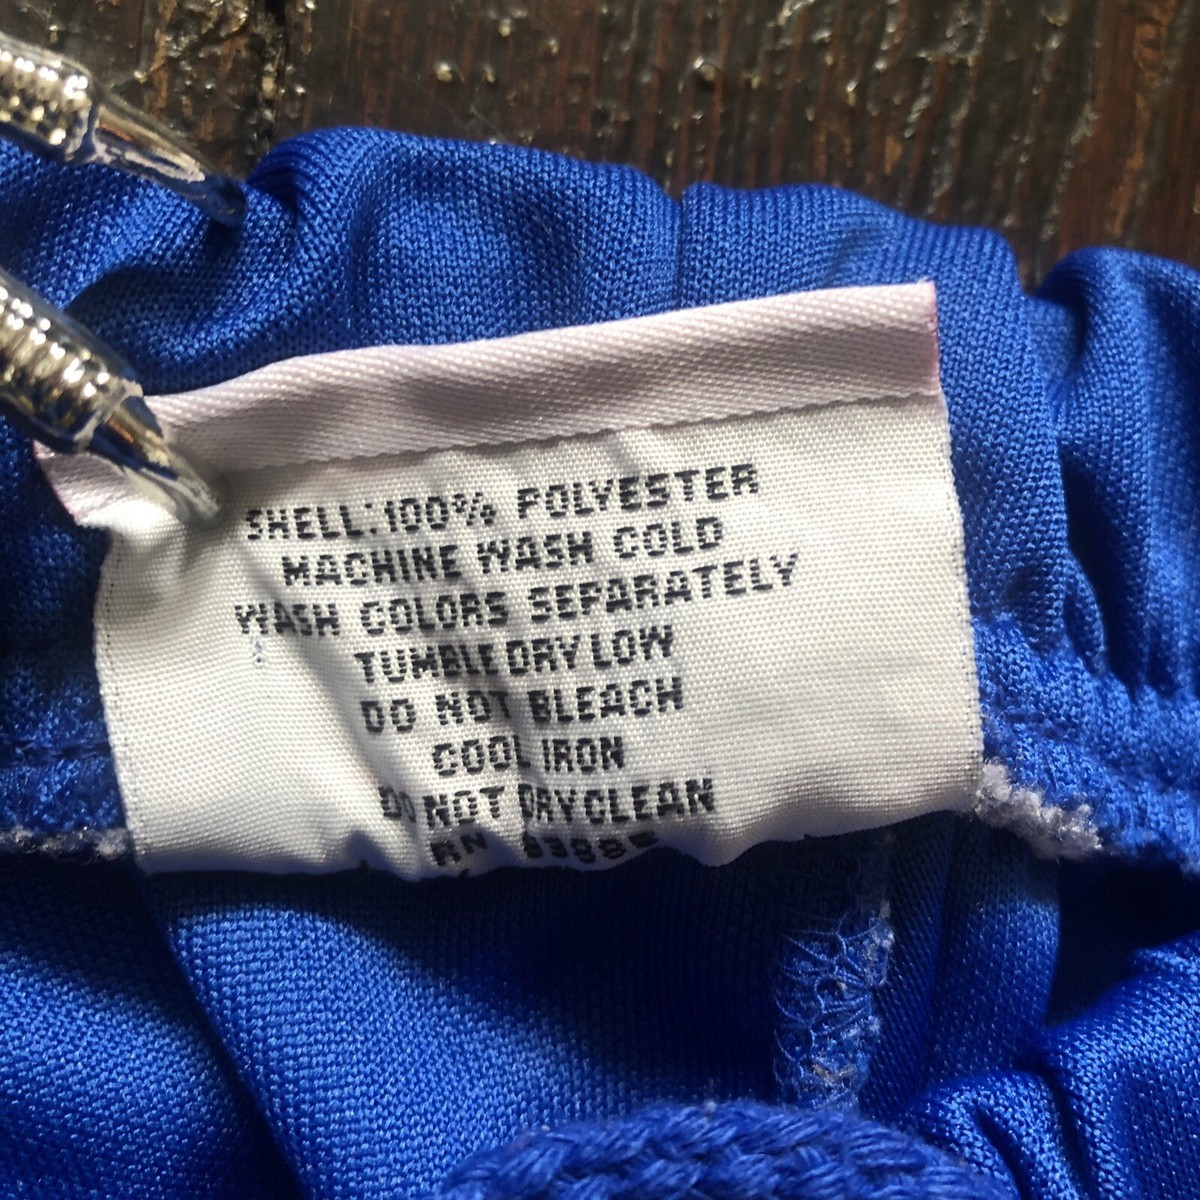 SHELL:100% POLYESTER
MACHINE WASH COLD
WASH COLORS SEPARATELY
TUMBLE DRY LOW
DO NOT BLEACH
COOL IRON
DO NOT DRYCLEAN
RN